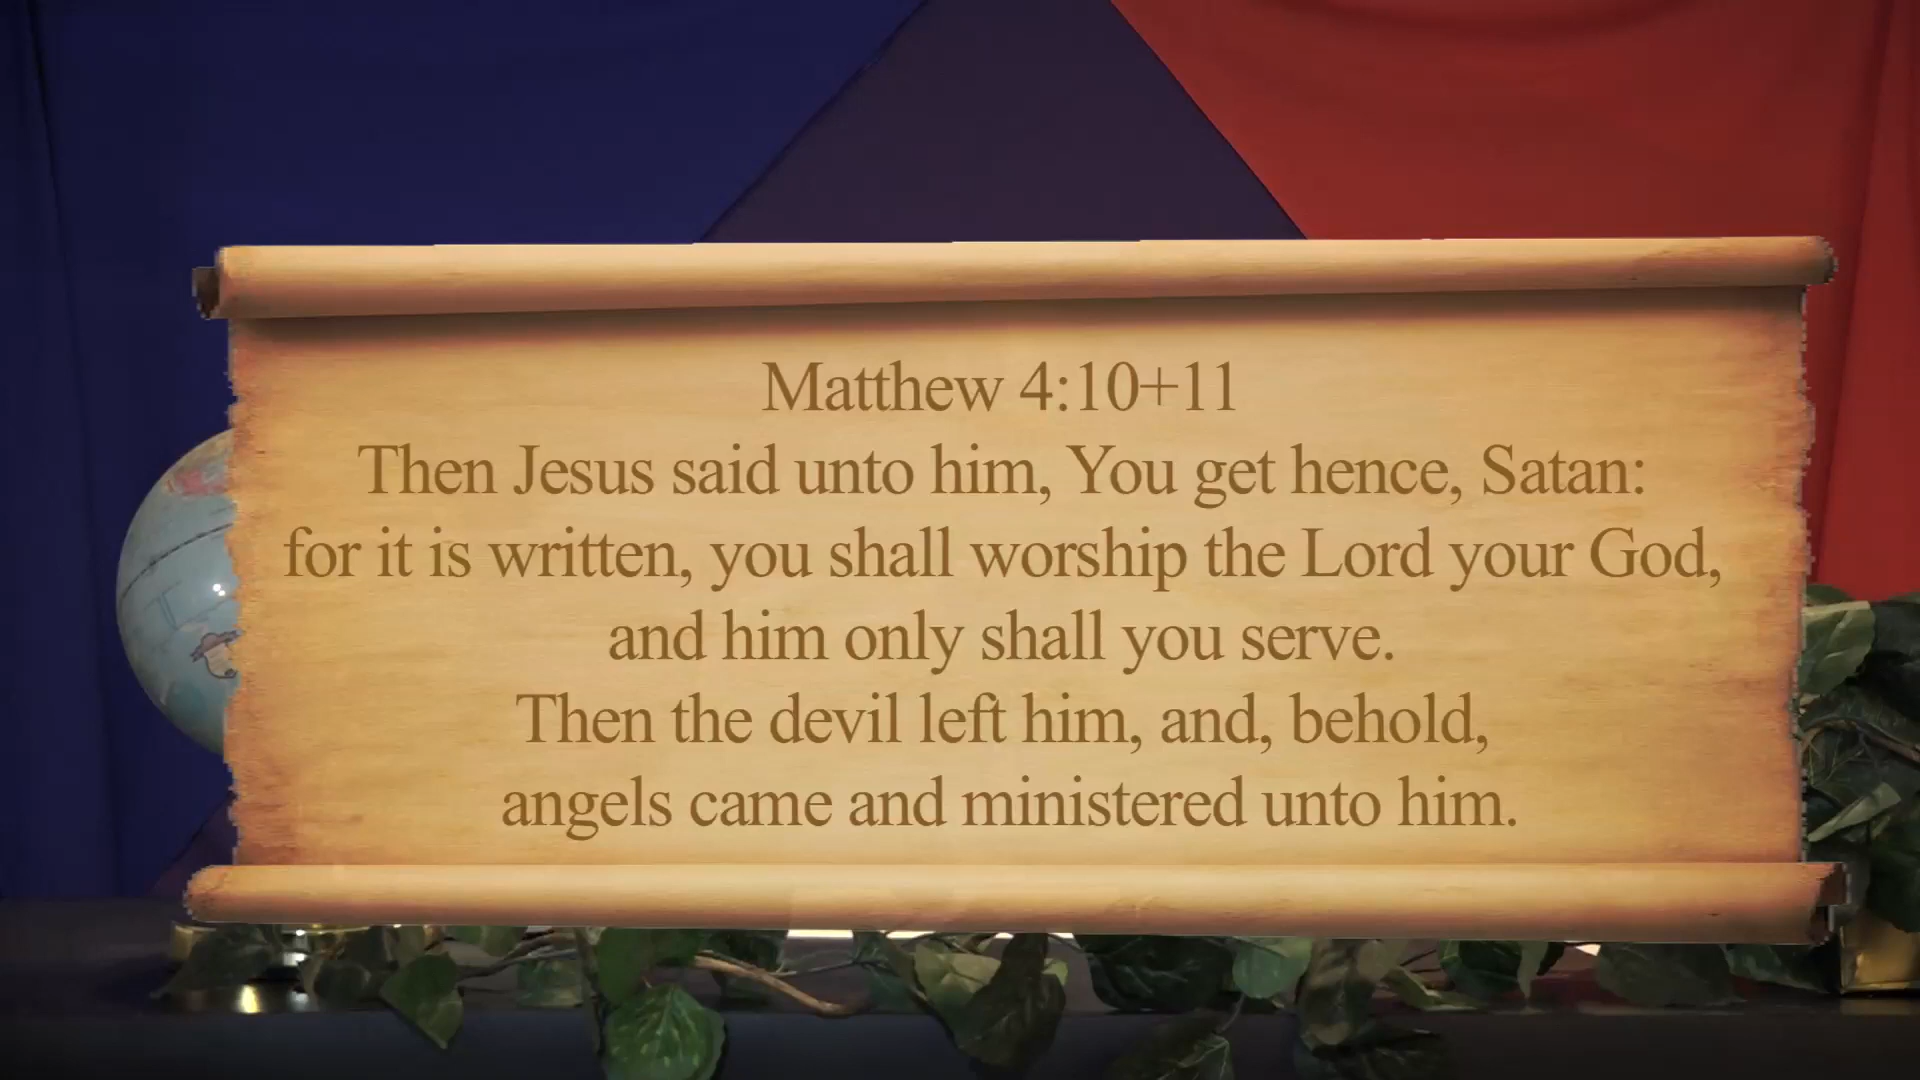 Matthew 4:10+11
Then Jesus said unto him, You get hence, Satan:
for it is written, you shall worship the Lord your God,
and him only shall you serve.
Then the devil left him, and, behold,
angels came and ministered unto him.